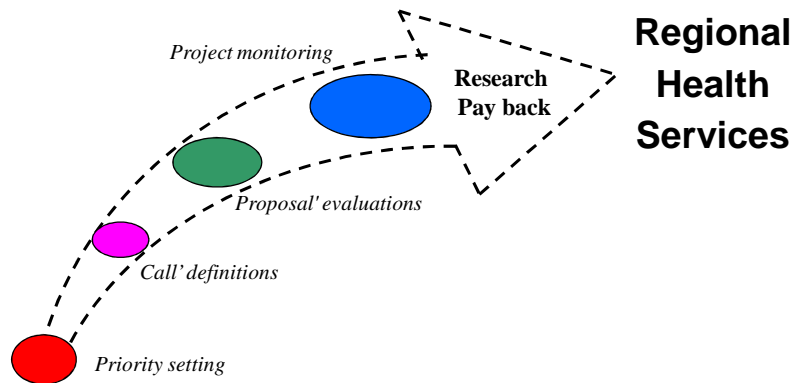 Project monitoring
Research
Pay back
Regional
Health
Services
Proposal' evaluations
Call' definitions
Priority setting